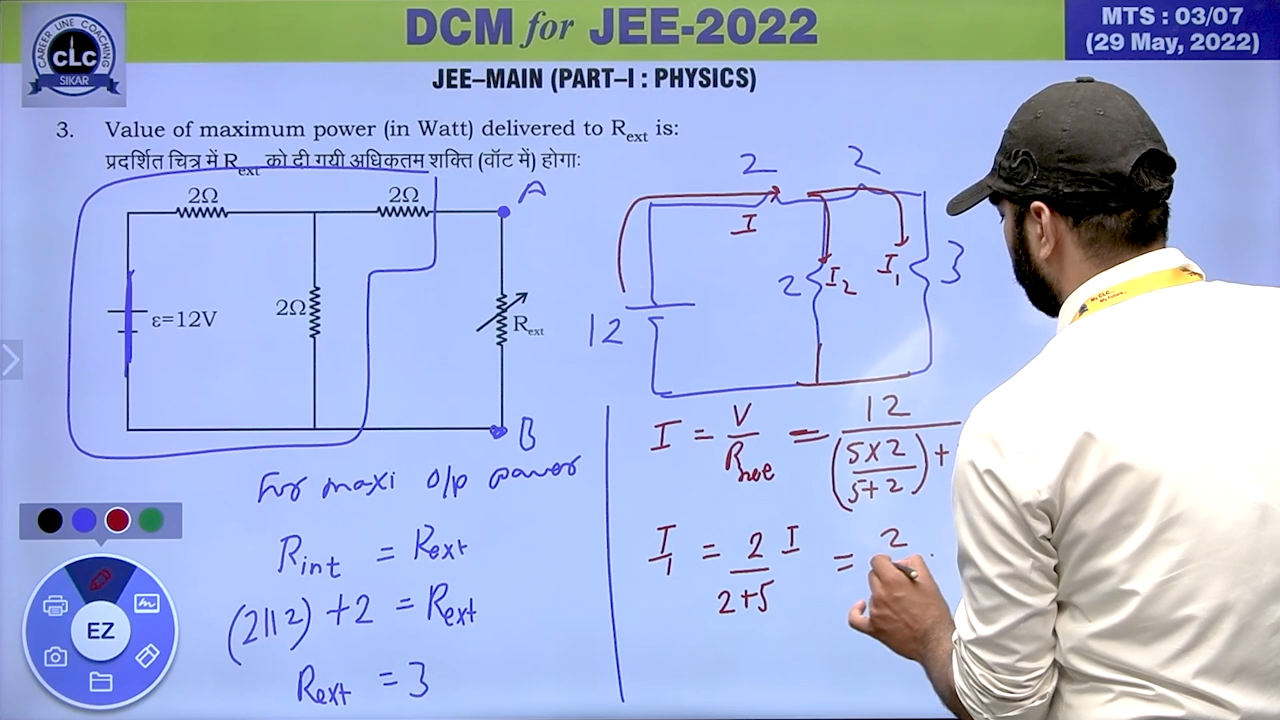 CAREER LINE COACHING
CLC
SIKAR
DCM for JEE-2022
MTS : 03/07
(29 May, 2022)
JEE–MAIN (PART–I : PHYSICS)
3. Value of maximum power (in Watt) delivered to Rext is:
प्रदर्शित चित्र में Rext को दी गयी अधिकतम शक्ति (वॉट में) होगाः
2Ω
2Ω
A
ε=12V
2Ω
Rext
B
2
2
I
2
I2
I1
3
12
For maxi o/p power
Rint = Rext
(2||2) + 2 = Rext
Rext = 3
I = V/Rnet = 12/((5×2/5+2)+
I1 = 2/2+5 I = 2
EZ
My CLC...